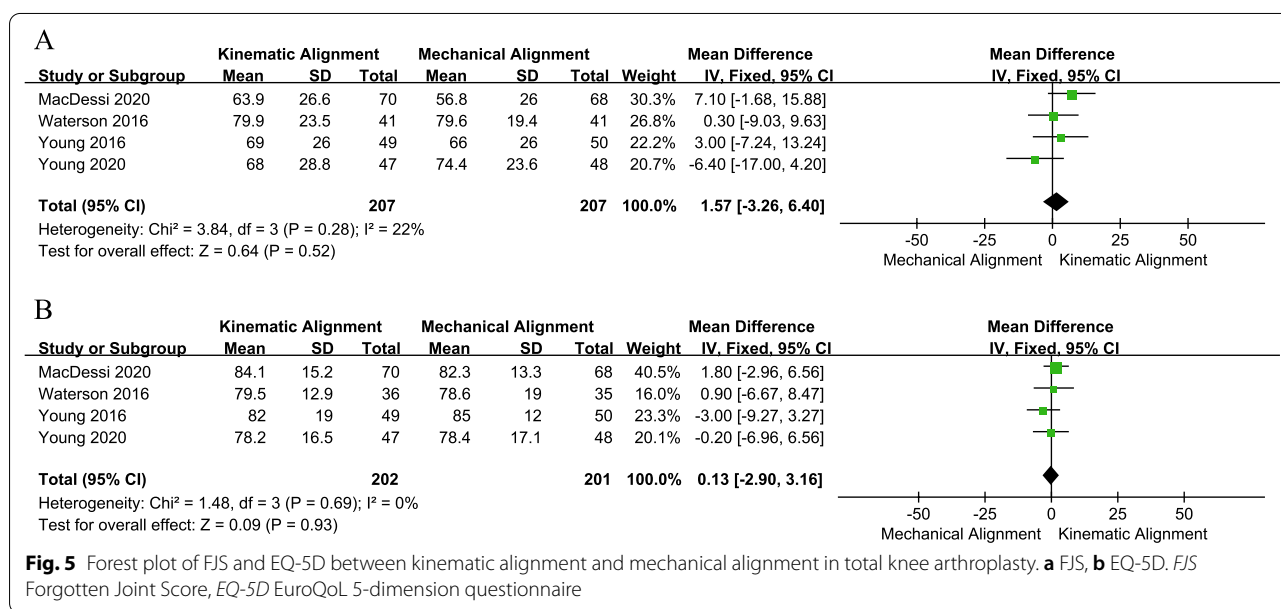 A
Kinematic Alignment Mechanical Alignment Mean Difference Mean Difference
Study or Subgroup Mean SD Total Mean SD Total Weight IV, Fixed, 95% CI IV, Fixed, 95% CI
MacDessi 2020 63.9 26.6 70 56.8 26 68 30.3% 7.10 [-1.68, 15.88]
Waterson 2016 79.9 23.5 41 79.6 19.4 41 26.8% 0.30 [-9.03, 9.63]
Young 2016 69 26 49 66 26 50 22.2% 3.00 [-7.24, 13.24]
Young 2020 68 28.8 47 74.4 23.6 48 20.7% -6.40 [-17.00, 4.20]
Total (95% CI) 207 207 100.0% 1.57 [-3.26, 6.40]
Heterogeneity: Chi² = 3.84, df = 3 (P = 0.28); I² = 22%
Test for overall effect: Z = 0.64 (P = 0.52)
-50 -25 0 25 50
Mechanical Alignment Kinematic Alignment
B
Kinematic Alignment Mechanical Alignment Mean Difference Mean Difference
Study or Subgroup Mean SD Total Mean SD Total Weight IV, Fixed, 95% CI IV, Fixed, 95% CI
MacDessi 2020 84.1 15.2 70 82.3 13.3 68 40.5% 1.80 [-2.96, 6.56]
Waterson 2016 79.5 12.9 36 78.6 19 35 16.0% 0.90 [-6.67, 8.47]
Young 2016 82 19 49 85 12 50 23.3% -3.00 [-9.27, 3.27]
Young 2020 78.2 16.5 47 78.4 17.1 48 20.1% -0.20 [-6.96, 6.56]
Total (95% CI) 202 201 100.0% 0.13 [-2.90, 3.16]
Heterogeneity: Chi² = 1.48, df = 3 (P = 0.69); I² = 0%
Test for overall effect: Z = 0.09 (P = 0.93)
-50 -25 0 25 50
Mechanical Alignment Kinematic Alignment
Fig. 5 Forest plot of FJS and EQ-5D between kinematic alignment and mechanical alignment in total knee arthroplasty. a FJS, b EQ-5D. FJS
Forgotten Joint Score, EQ-5D EuroQoL 5-dimension questionnaire